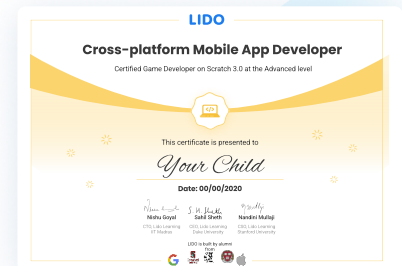 LIDO
Cross-platform Mobile App Developer
Certified Game Developer on Scratch 3.0 at the Advanced level
</>
This certificate is presented to
Your Child
Date: 00/00/2020
Nishu Goyal Sahil Sheth Nandini Mullaji
CTO, Lido Learning CEO, Lido Learning COO, Lido Learning
IIT Madras Duke University Stanford University
LIDO is built by alumni
from
G